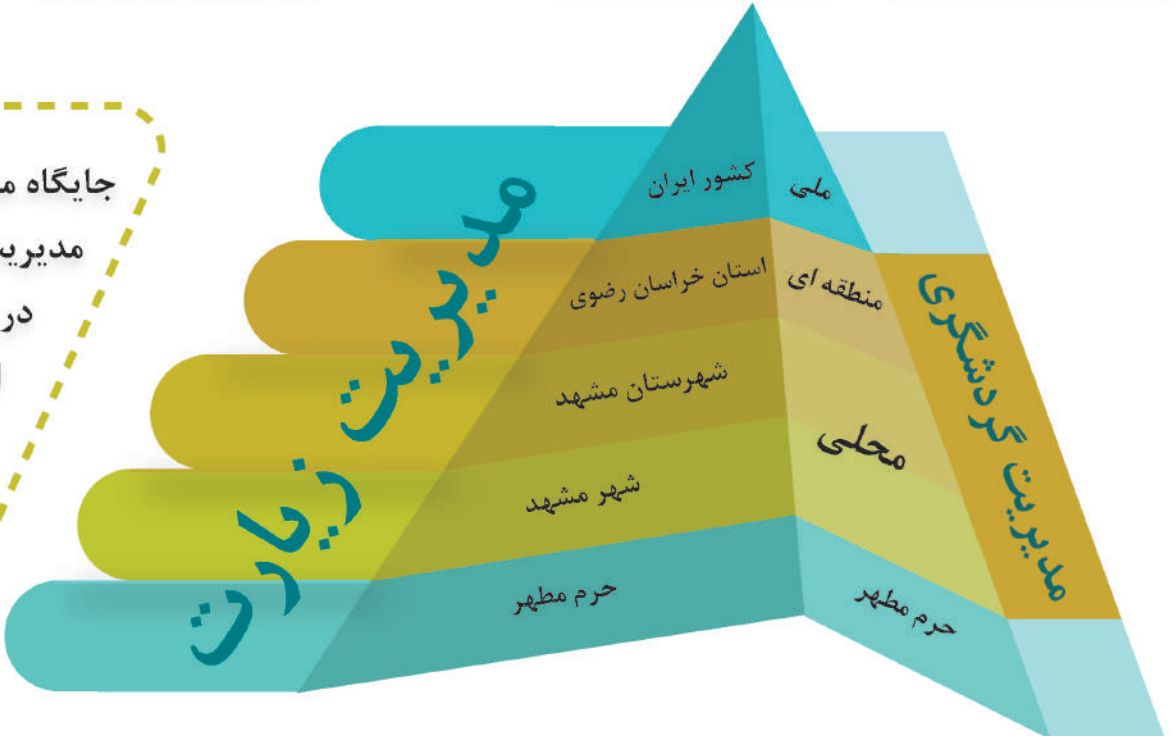 جایگاه
در
مدیریت زیارت
کشور ایران
استان خراسان رضوی
شهرستان مشهد
شهر مشهد
حرم مطهر
ملی
منطقه ای
محلی
حرم مطهر
مدیریت گردشگری